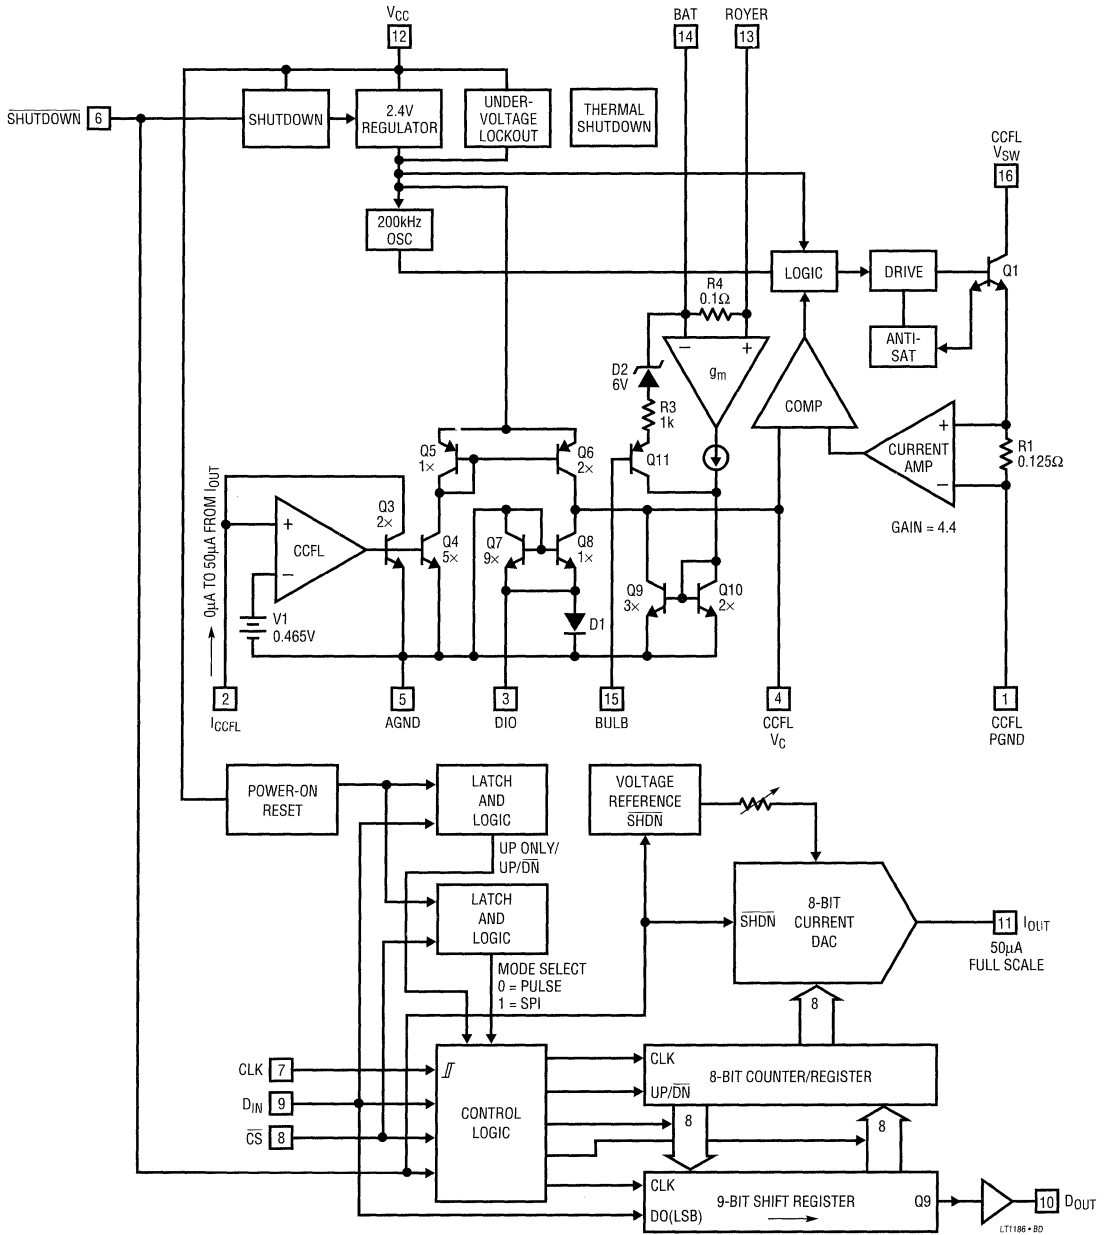 VCC
12
BAT
14
ROYER
13
SHUTDOWN
6
SHUTDOWN
2.4V
REGULATOR
UNDER-
VOLTAGE
LOCKOUT
THERMAL
SHUTDOWN
CCFL
VSW
16
200kHz
OSC
LOGIC
DRIVE
Q1
ANTI-
SAT
R4
0.1Ω
–
+
gm
D2
6V
R3
1k
Q11
COMP
CURRENT
AMP
+
–
R1
0.125Ω
GAIN = 4.4
Q5
1×
Q6
2×
0µA TO 50µA FROM IOUT
Q3
2×
+
CCFL
–
Q4
5×
Q7
9×
Q8
1×
Q9
3×
Q10
2×
V1
0.465V
D1
2
ICCFL
5
AGND
3
DIO
15
BULB
4
CCFL
VC
1
CCFL
PGND
POWER-ON
RESET
LATCH
AND
LOGIC
UP ONLY/
UP/DN
LATCH
AND
LOGIC
MODE SELECT
0 = PULSE
1 = SPI
VOLTAGE
REFERENCE
SHDN
SHDN
8-BIT
CURRENT
DAC
11
IOUT
50µA
FULL SCALE
8
CLK
7
DIN
9
CS
8
CONTROL
LOGIC
CLK
UP/DN
8-BIT COUNTER/REGISTER
8
8
CLK
DO(LSB)
9-BIT SHIFT REGISTER
Q9
10
DOUT
LT1186 • BD